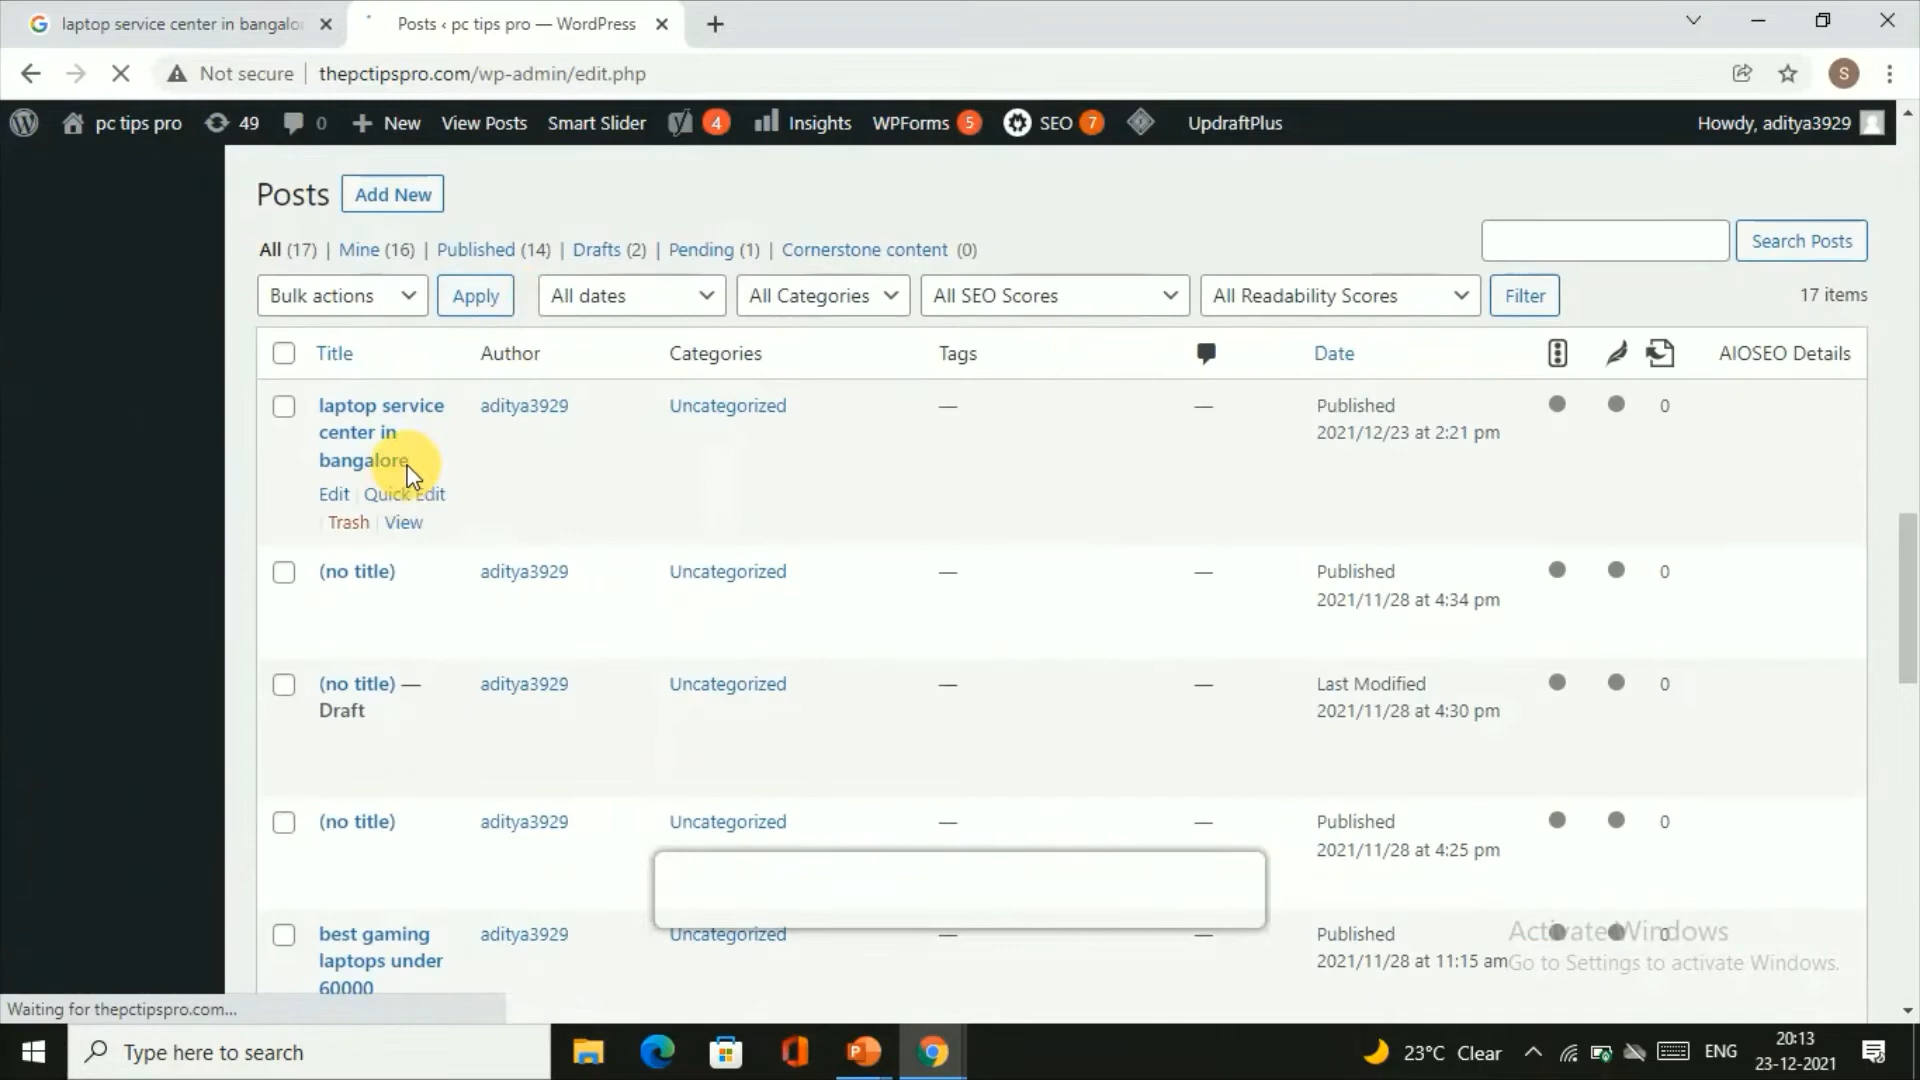 laptop service center in bangalo
Posts ‹ pc tips pro — WordPress
Not secure
thepctipspro.com/wp-admin/edit.php
S
pc tips pro
49
0
New
View Posts
Smart Slider
4
Insights
WPForms 5
SEO 7
UpdraftPlus
Howdy, aditya3929
Posts
Add New
All (17) | Mine (16) | Published (14) | Drafts (2) | Pending (1) | Cornerstone content (0)
Search Posts
Bulk actions
Apply
All dates
All Categories
All SEO Scores
All Readability Scores
Filter
17 items
Title
Author
Categories
Tags
Date
AIOSEO Details
laptop service
center in
bangalore
aditya3929
Uncategorized
—
—
Published
2021/12/23 at 2:21 pm
0
Edit | Quick Edit
| Trash | View
(no title)
aditya3929
Uncategorized
—
—
Published
2021/11/28 at 4:34 pm
0
(no title) —
Draft
aditya3929
Uncategorized
—
—
Last Modified
2021/11/28 at 4:30 pm
0
(no title)
aditya3929
Uncategorized
—
—
Published
2021/11/28 at 4:25 pm
0
best gaming
laptops under
60000
aditya3929
Uncategorized
—
—
Published
2021/11/28 at 11:15 am
0
Activate Windows
Go to Settings to activate Windows.
Waiting for thepctipspro.com...
Type here to search
23°C Clear
ENG
20:13
23-12-2021